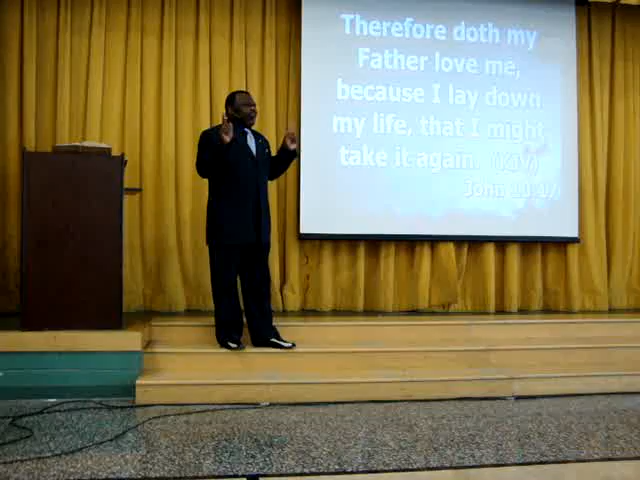 Therefore doth my
Father love me,
because I lay down
my life, that I might
take it again. (KJV)
John 10:17